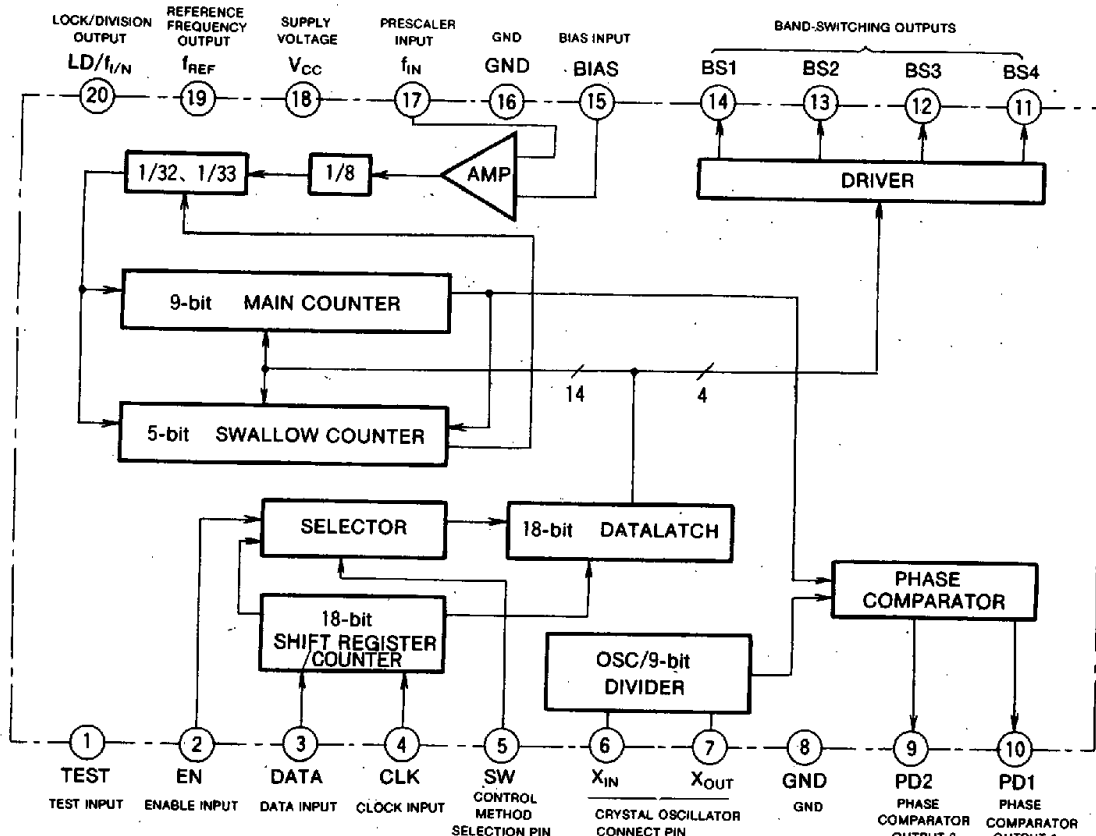 LOCK/DIVISION
OUTPUT
LD/fI/N
20
REFERENCE
FREQUENCY
OUTPUT
fREF
19
SUPPLY
VOLTAGE
VCC
18
PRESCALER
INPUT
fIN
17
GND
GND
16
BIAS INPUT
BIAS
15
BAND-SWITCHING OUTPUTS
BS1
14
BS2
13
BS3
12
BS4
11
1/32、1/33
1/8
AMP
DRIVER
9-bit MAIN COUNTER
14
4
5-bit SWALLOW COUNTER
SELECTOR
18-bit DATALATCH
18-bit
SHIFT REGISTER
COUNTER
OSC/9-bit
DIVIDER
PHASE
COMPARATOR
1
TEST
TEST INPUT
2
EN
ENABLE INPUT
3
DATA
DATA INPUT
4
CLK
CLOCK INPUT
5
SW
CONTROL
METHOD
SELECTION PIN
6
XIN
7
XOUT
CRYSTAL OSCILLATOR
CONNECT PIN
8
GND
GND
9
PD2
PHASE
COMPARATOR
OUTPUT
10
PD1
PHASE
COMPARATOR
OUTPUT